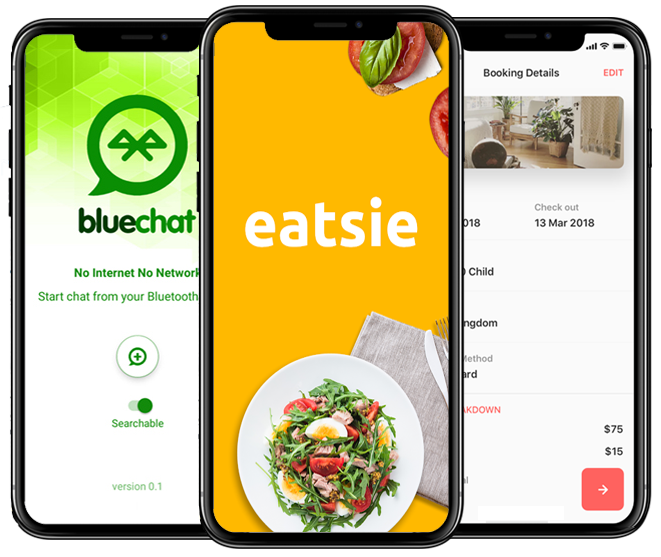 bluechat
No Internet No Network
Start chat from your Bluetooth
Searchable
version 0.1
eatsie
Booking Details
EDIT
Check out
018
13 Mar 2018
Child
ngdom
Method
ard
AKDOWN
$75
$15
al